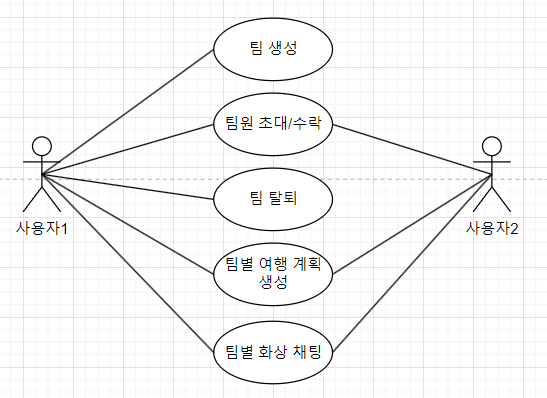 팀 생성
팀원 초대/수락
팀 탈퇴
사용자1
사용자2
팀별 여행 계획
생성
팀별 화상 채팅